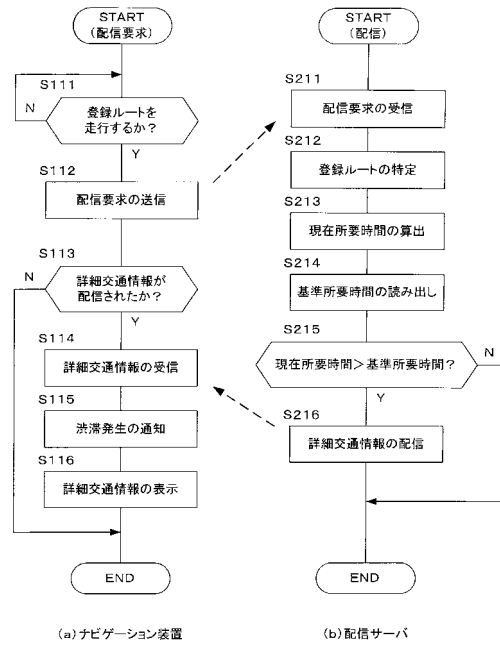 START
(配信要求)
S111
N
登録ルートを
走行するか?
Y
S112
配信要求の送信
S113
N
詳細交通情報が
配信されたか?
Y
S114
詳細交通情報の受信
S115
渋滞発生の通知
S116
詳細交通情報の表示
END
(a)ナビゲーション装置
START
(配信)
S211
配信要求の受信
S212
登録ルートの特定
S213
現在所要時間の算出
S214
基準所要時間の読み出し
S215
現在所要時間>基準所要時間?
N
Y
S216
詳細交通情報の配信
END
(b)配信サーバ